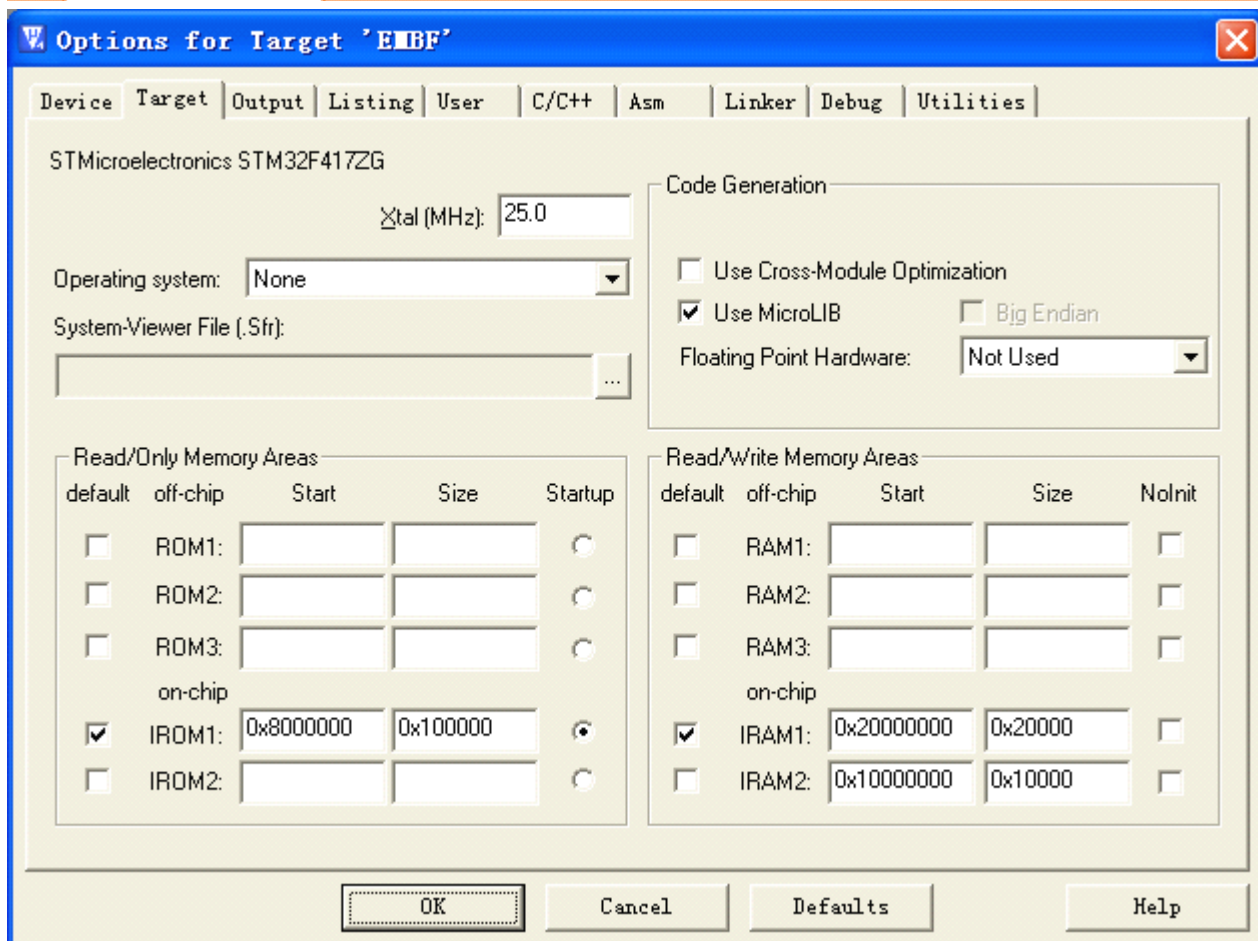 Options for Target 'EMBF'
Device Target Output Listing User C/C++ Asm Linker Debug Utilities
STMicroelectronics STM32F417ZG
Xtal (MHz): 25.0
Operating system: None
System-Viewer File (.Sfr):
...
Code Generation
Use Cross-Module Optimization
Use MicroLIB Big Endian
Floating Point Hardware: Not Used
Read/Only Memory Areas
default off-chip Start Size Startup
ROM1:
ROM2:
ROM3:
on-chip
IROM1: 0x8000000 0x100000
IROM2:
Read/Write Memory Areas
default off-chip Start Size NoInit
RAM1:
RAM2:
RAM3:
on-chip
IRAM1: 0x20000000 0x20000
IRAM2: 0x10000000 0x10000
OK Cancel Defaults Help